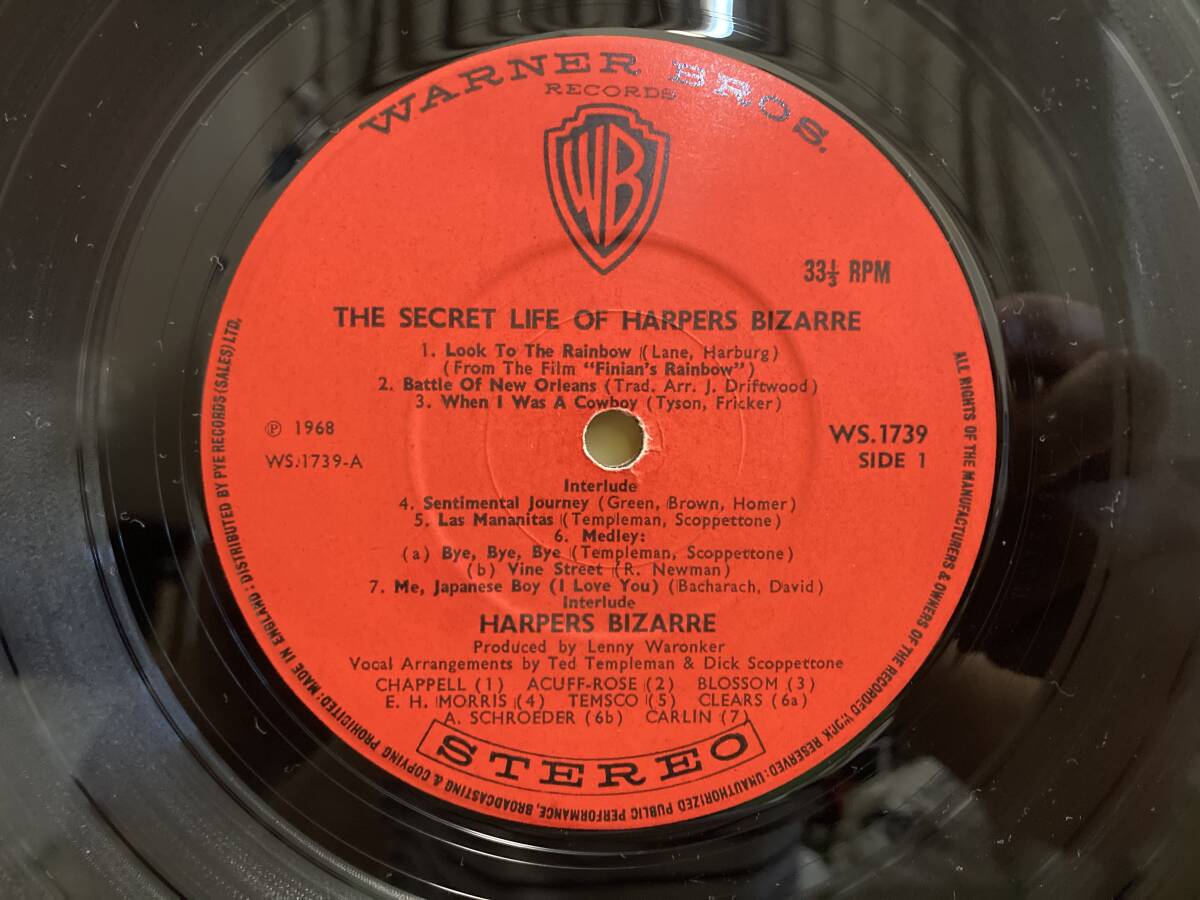 WARNER BROS.
RECORDS
WB
33⅓ RPM
THE SECRET LIFE OF HARPERS BIZARRE
1. Look To The Rainbow (Lane, Harburg)
(From The Film "Finian's Rainbow")
2. Battle Of New Orleans (Trad. Arr. J. Driftwood)
3. When I Was A Cowboy (Tyson, Fricker)
℗ 1968
WS.1739-A
WS.1739
SIDE 1
Interlude
4. Sentimental Journey (Green, Brown, Homer)
5. Las Mananitas (Templeman, Scoppettone)
6. Medley:
(a) Bye, Bye, Bye (Templeman, Scoppettone)
(b) Vine Street (R. Newman)
7. Me, Japanese Boy (I Love You) (Bacharach, David)
Interlude
HARPERS BIZARRE
Produced by Lenny Waronker
Vocal Arrangements by Ted Templeman & Dick Scoppettone
CHAPPELL (1) ACUFF-ROSE (2) BLOSSOM (3)
E. H. MORRIS (4) TEMSCO (5) CLEARS (6a)
A. SCHROEDER (6b) CARLIN (7)
STEREO
ALL RIGHTS OF THE MANUFACTURERS & OWNERS OF THE RECORDED WORK RESERVED: UNAUTHORIZED PUBLIC PERFORMANCE, BROADCASTING & COPYING PROHIBITED: MADE IN ENGLAND: DISTRIBUTED BY PYE RECORDS (SALES) LTD.